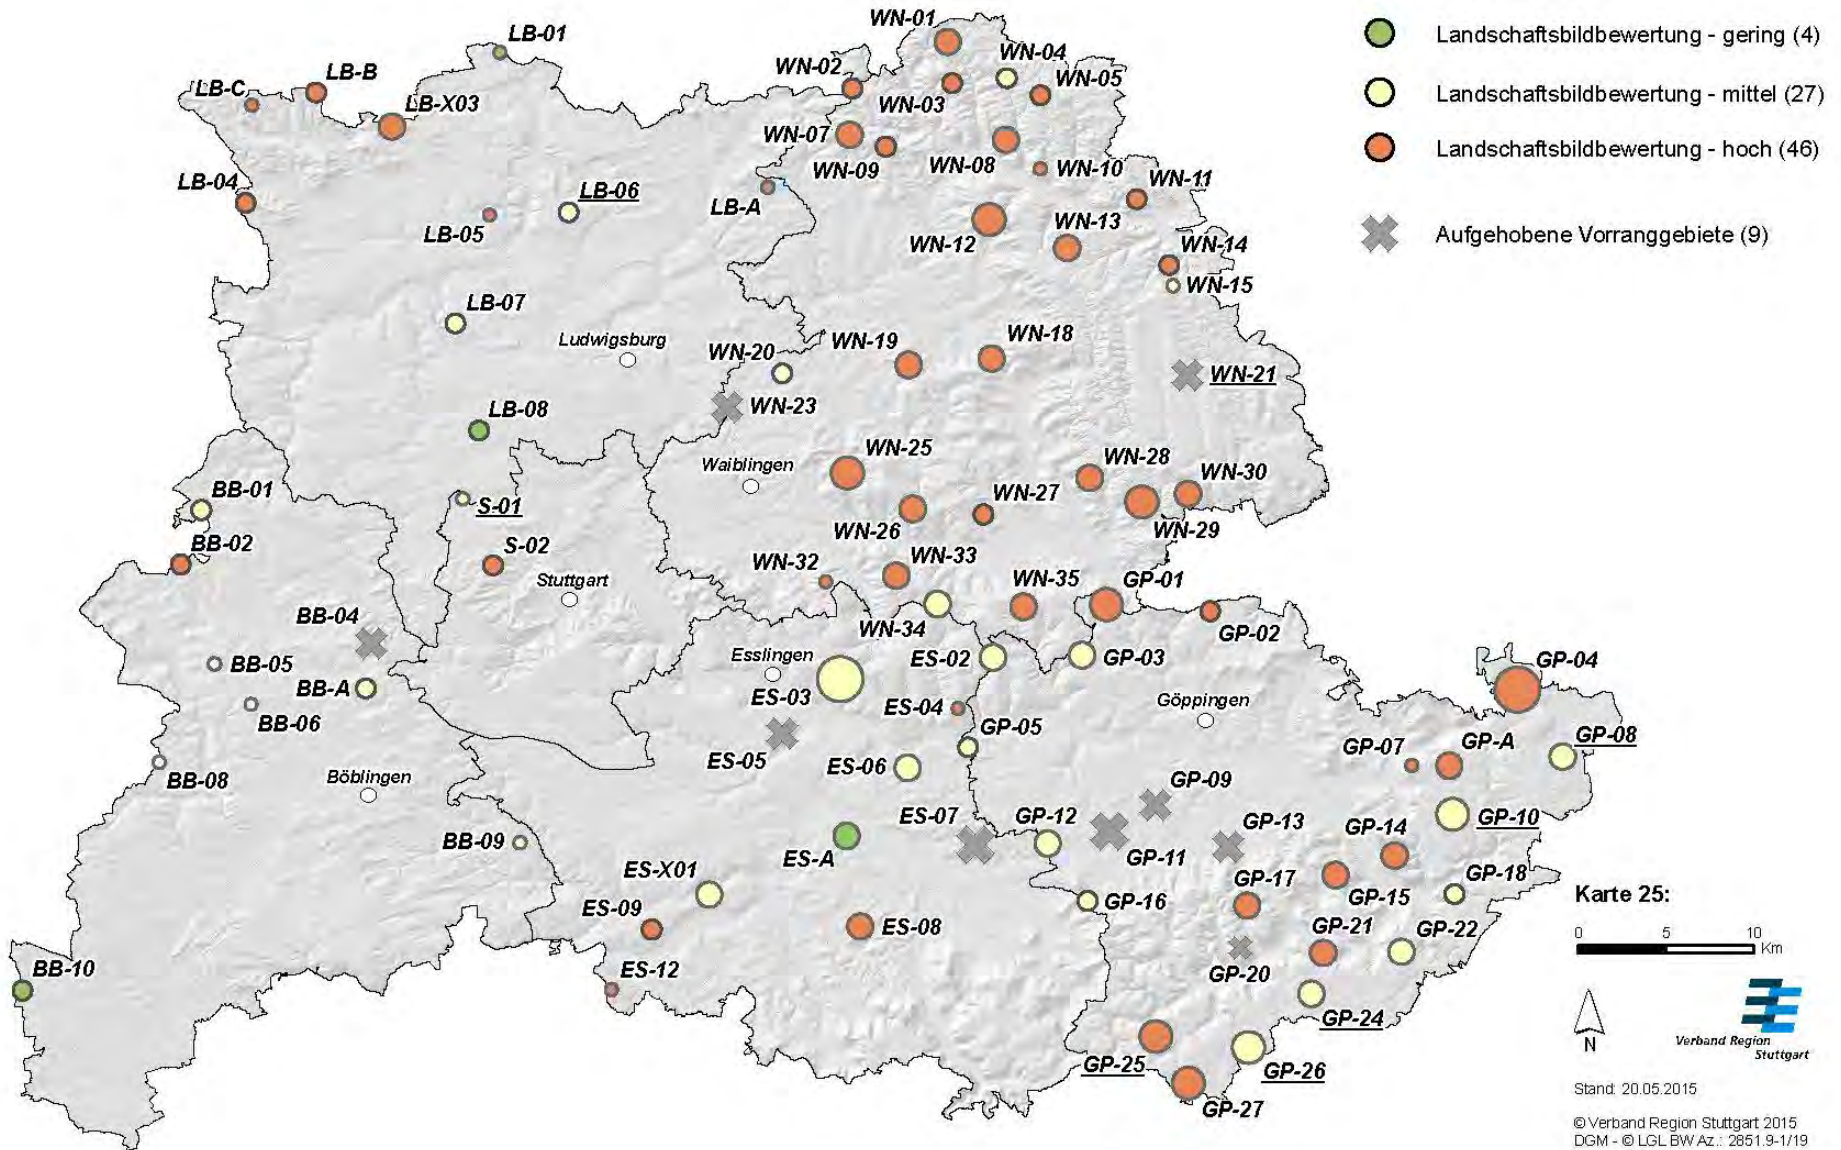 Landschaftsbildbewertung - gering (4)
Landschaftsbildbewertung - mittel (27)
Landschaftsbildbewertung - hoch (46)
Aufgehobene Vorranggebiete (9)
WN-01
LB-01
WN-04
WN-02
LB-B
WN-05
LB-C
WN-03
LB-X03
WN-07
WN-08
WN-10
WN-09
LB-04
LB-06
WN-11
LB-A
LB-05
WN-12
WN-13
WN-14
WN-15
LB-07
WN-18
Ludwigsburg
WN-20
WN-19
WN-21
WN-23
LB-08
WN-25
Waiblingen
WN-28
WN-30
BB-01
S-01
WN-27
WN-26
WN-29
BB-02
S-02
WN-32
WN-33
Stuttgart
WN-35
GP-01
BB-04
WN-34
GP-02
BB-05
Esslingen
ES-02
GP-03
GP-04
BB-A
ES-03
ES-04
Göppingen
BB-06
GP-05
GP-07
GP-A
GP-08
ES-05
ES-06
BB-08
Böblingen
GP-09
ES-07
GP-12
GP-13
GP-14
GP-10
BB-09
ES-A
GP-11
ES-X01
GP-17
GP-15
GP-18
Karte 25:
GP-16
ES-09
ES-08
GP-21
GP-22
0 5 10
Km
BB-10
ES-12
GP-20
GP-24
N
Verband Region
Stuttgart
GP-25
GP-26
GP-27
Stand: 20.05.2015
© Verband Region Stuttgart 2015
DGM - © LGL BW Az.: 2851.9-1/19